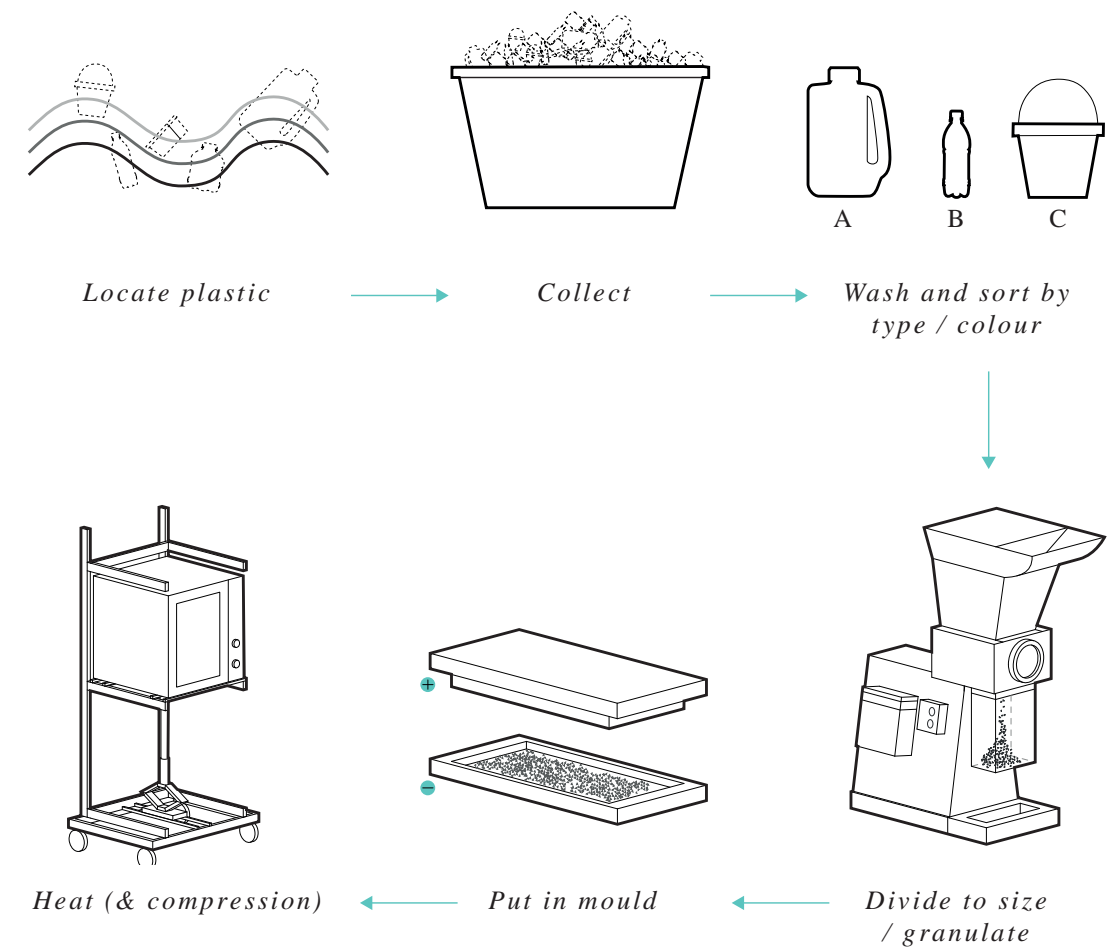 A
B
C
Locate plastic
Collect
Wash and sort by
type / colour
+
−
Heat (& compression)
Put in mould
Divide to size
/ granulate